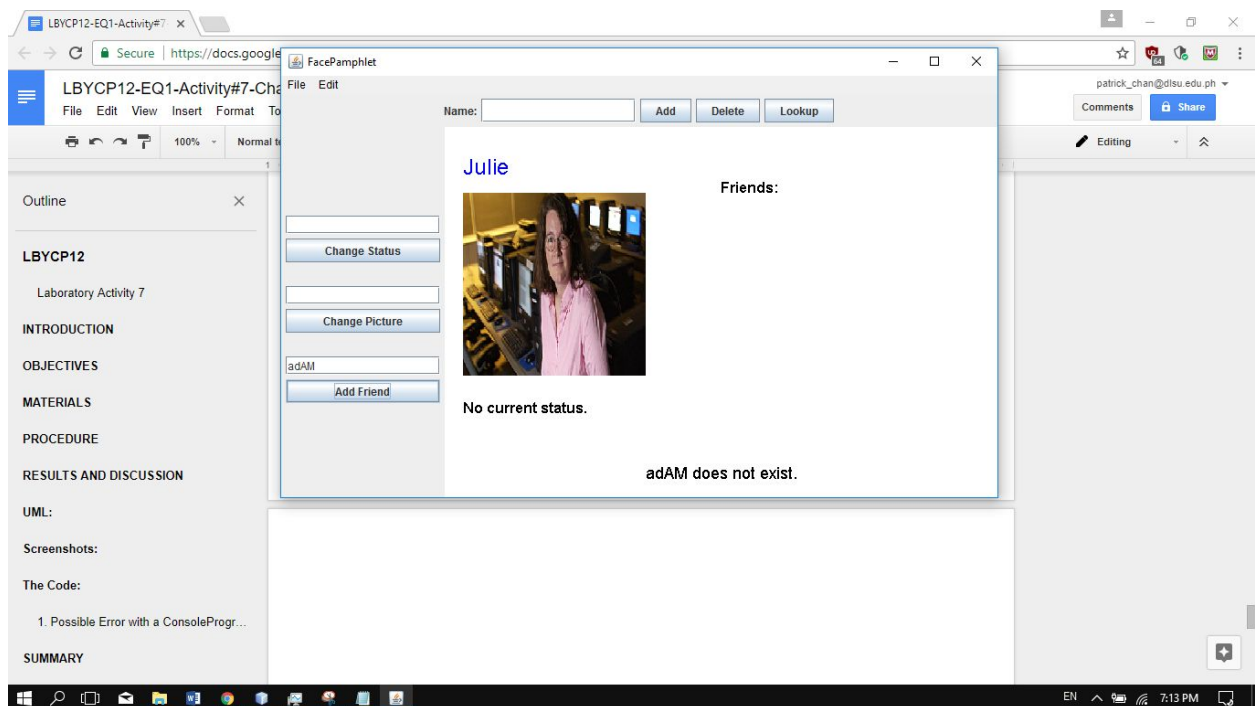 LBYCP12-EQ1-Activity#7
Secure | https://docs.google
LBYCP12-EQ1-Activity#7-Cha
File Edit View Insert Format To
patrick_chan@dlsu.edu.ph
Comments
Share
100%
Normal t
Editing
1
Outline
LBYCP12
Laboratory Activity 7
INTRODUCTION
OBJECTIVES
MATERIALS
PROCEDURE
RESULTS AND DISCUSSION
UML:
Screenshots:
The Code:
1. Possible Error with a ConsoleProgr...
SUMMARY
FacePamphlet
File Edit
Name:
Add
Delete
Lookup
Change Status
Change Picture
adAM
Add Friend
Julie
Friends:
No current status.
adAM does not exist.
64
EN
7:13 PM